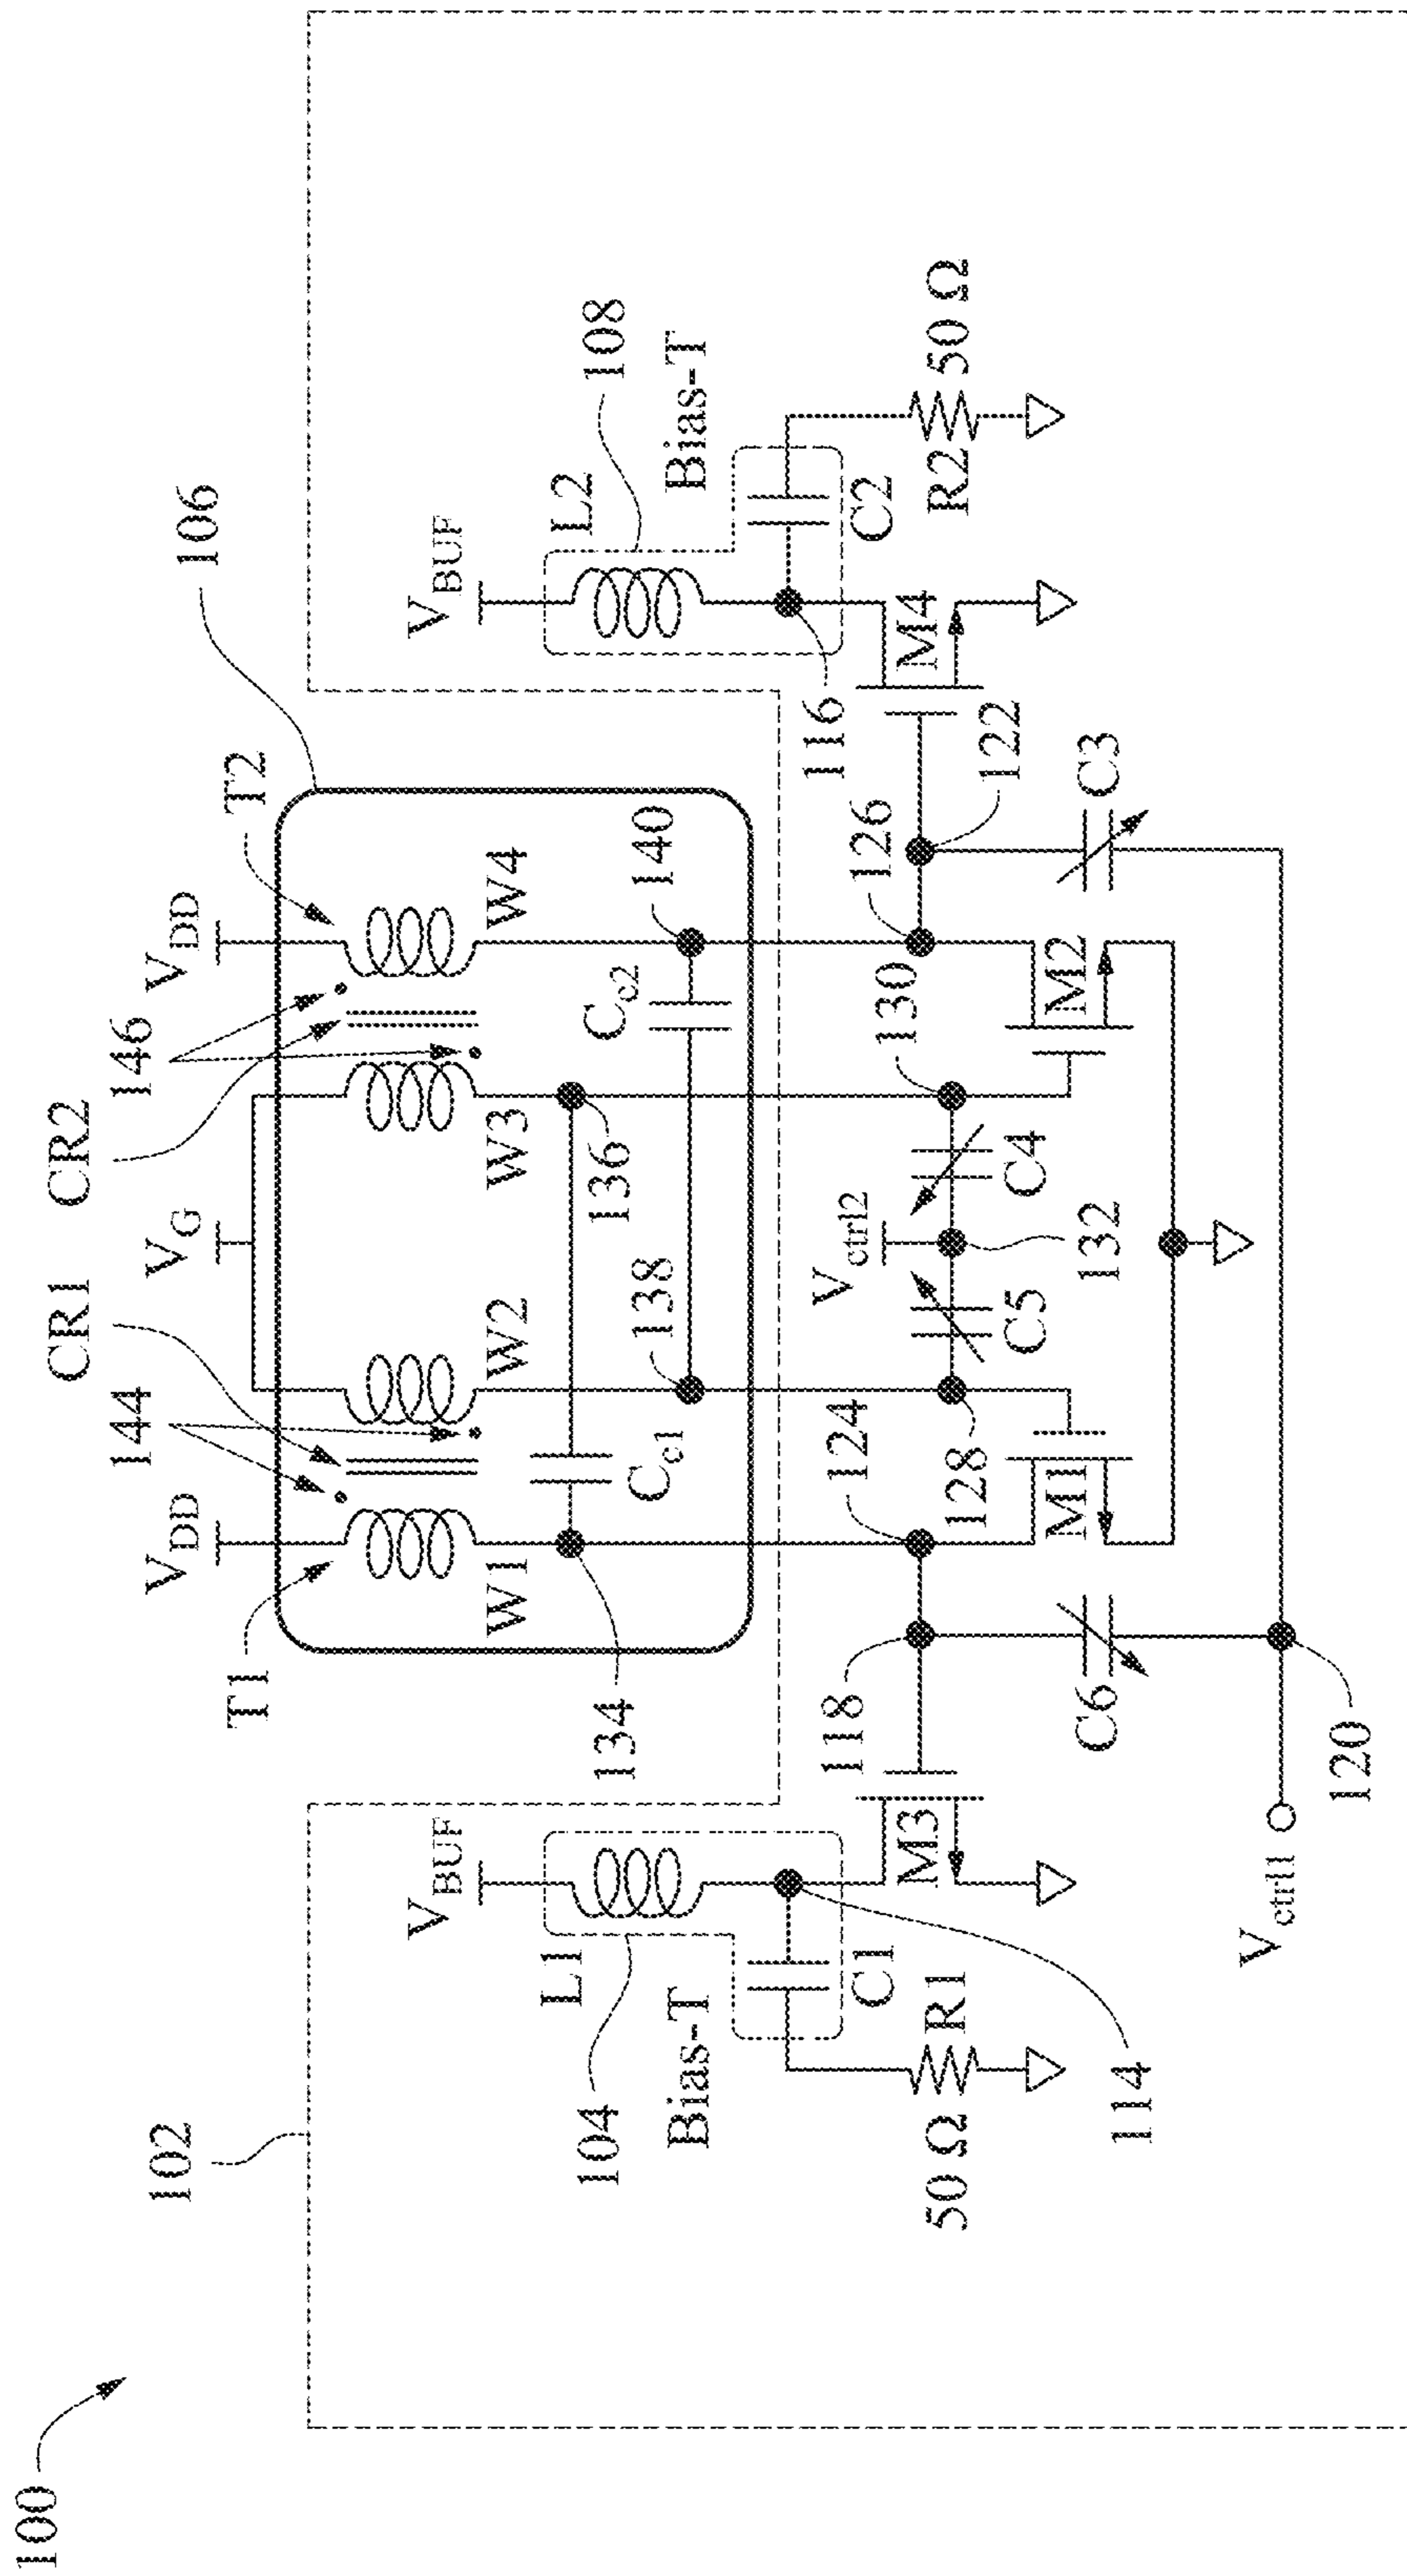 100
102
CR1
CR2
144
146
106
T1
V_DD
V_G
V_DD
T2
V_BUF
L1
104
Bias-T
W1
W2
W3
W4
134
C_c1
136
138
C_c2
140
V_BUF
L2
108
Bias-T
C1
50 Ω
R1
114
M3
118
124
128
V_ctrl2
130
126
116
122
M4
C2
R2
50 Ω
C6
M1
C5
132
C4
M2
C3
V_ctrl1
120